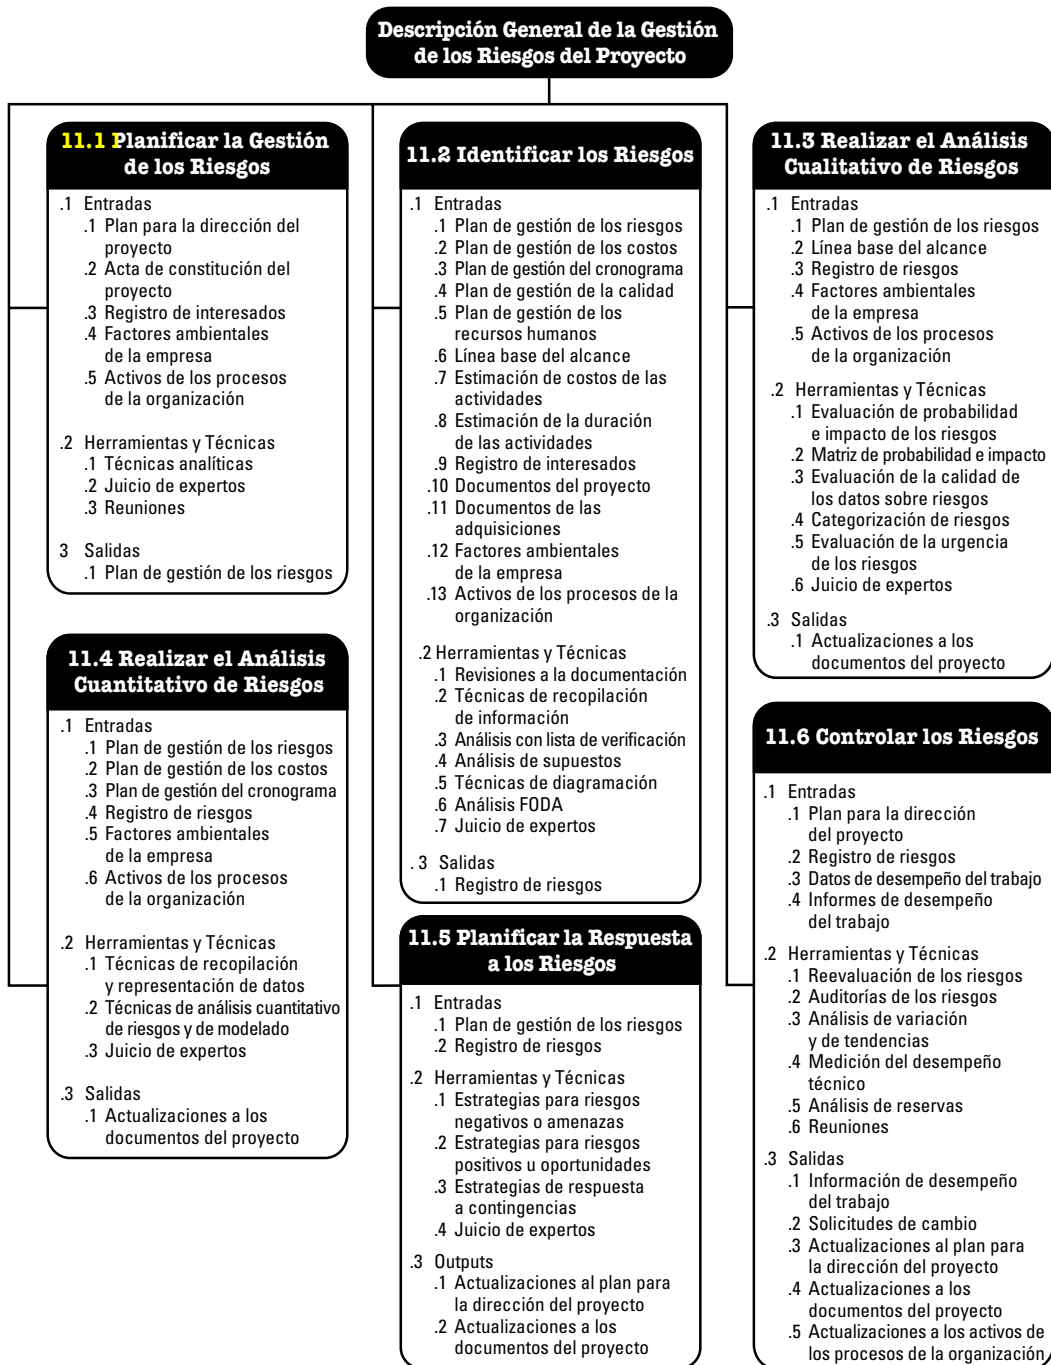 Descripción General de la Gestión
de los Riesgos del Proyecto
11.1 Planificar la Gestión
de los Riesgos
.1 Entradas
.1 Plan para la dirección del
proyecto
.2 Acta de constitución del
proyecto
.3 Registro de interesados
.4 Factores ambientales
de la empresa
.5 Activos de los procesos
de la organización
.2 Herramientas y Técnicas
.1 Técnicas analíticas
.2 Juicio de expertos
.3 Reuniones
3 Salidas
.1 Plan de gestión de los riesgos
11.2 Identificar los Riesgos
.1 Entradas
.1 Plan de gestión de los riesgos
.2 Plan de gestión de los costos
.3 Plan de gestión del cronograma
.4 Plan de gestión de la calidad
.5 Plan de gestión de los
recursos humanos
.6 Línea base del alcance
.7 Estimación de costos de las
actividades
.8 Estimación de la duración
de las actividades
.9 Registro de interesados
.10 Documentos del proyecto
.11 Documentos de las
adquisiciones
.12 Factores ambientales
de la empresa
.13 Activos de los procesos de la
organización
.2 Herramientas y Técnicas
.1 Revisiones a la documentación
.2 Técnicas de recopilación
de información
.3 Análisis con lista de verificación
.4 Análisis de supuestos
.5 Técnicas de diagramación
.6 Análisis FODA
.7 Juicio de expertos
. 3 Salidas
.1 Registro de riesgos
11.3 Realizar el Análisis
Cualitativo de Riesgos
.1 Entradas
.1 Plan de gestión de los riesgos
.2 Línea base del alcance
.3 Registro de riesgos
.4 Factores ambientales
de la empresa
.5 Activos de los procesos
de la organización
.2 Herramientas y Técnicas
.1 Evaluación de probabilidad
e impacto de los riesgos
.2 Matriz de probabilidad e impacto
.3 Evaluación de la calidad de
los datos sobre riesgos
.4 Categorización de riesgos
.5 Evaluación de la urgencia
de los riesgos
.6 Juicio de expertos
.3 Salidas
.1 Actualizaciones a los
documentos del proyecto
11.4 Realizar el Análisis
Cuantitativo de Riesgos
.1 Entradas
.1 Plan de gestión de los riesgos
.2 Plan de gestión de los costos
.3 Plan de gestión del cronograma
.4 Registro de riesgos
.5 Factores ambientales
de la empresa
.6 Activos de los procesos
de la organización
.2 Herramientas y Técnicas
.1 Técnicas de recopilación
y representación de datos
.2 Técnicas de análisis cuantitativo
de riesgos y de modelado
.3 Juicio de expertos
.3 Salidas
.1 Actualizaciones a los
documentos del proyecto
11.5 Planificar la Respuesta
a los Riesgos
.1 Entradas
.1 Plan de gestión de los riesgos
.2 Registro de riesgos
.2 Herramientas y Técnicas
.1 Estrategias para riesgos
negativos o amenazas
.2 Estrategias para riesgos
positivos u oportunidades
.3 Estrategias de respuesta
a contingencias
.4 Juicio de expertos
.3 Outputs
.1 Actualizaciones al plan para
la dirección del proyecto
.2 Actualizaciones a los
documentos del proyecto
11.6 Controlar los Riesgos
.1 Entradas
.1 Plan para la dirección
del proyecto
.2 Registro de riesgos
.3 Datos de desempeño del trabajo
.4 Informes de desempeño
del trabajo
.2 Herramientas y Técnicas
.1 Reevaluación de los riesgos
.2 Auditorías de los riesgos
.3 Análisis de variación
y de tendencias
.4 Medición del desempeño
técnico
.5 Análisis de reservas
.6 Reuniones
.3 Salidas
.1 Información de desempeño
del trabajo
.2 Solicitudes de cambio
.3 Actualizaciones al plan para
la dirección del proyecto
.4 Actualizaciones a los
documentos del proyecto
.5 Actualizaciones a los activos de
los procesos de la organización